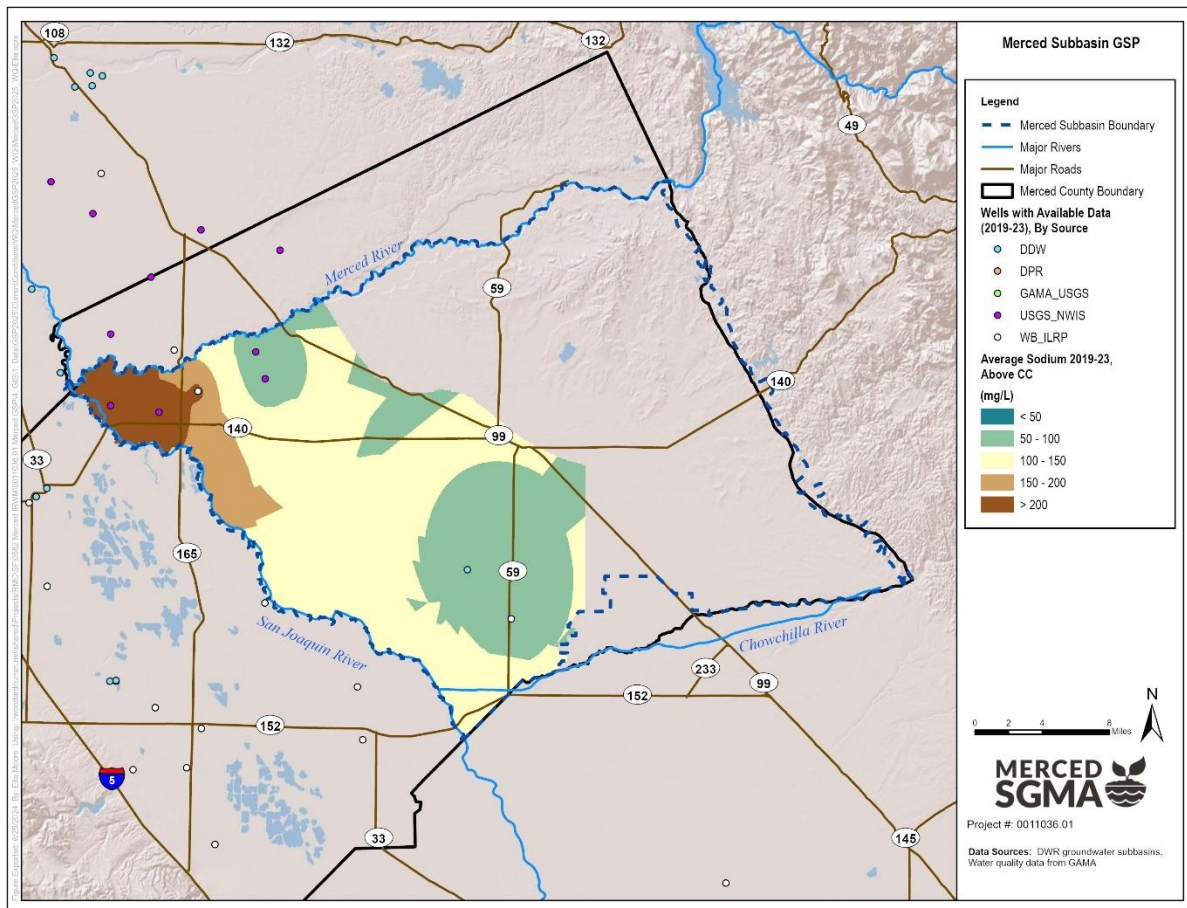 108
132
132
49
Merced River
59
140
99
140
33
165
59
San Joaquin River
Chowchilla River
233
152
99
152
5
33
145
Merced Subbasin GSP
Legend
Merced Subbasin Boundary
Major Rivers
Major Roads
Merced County Boundary
Wells with Available Data
(2019-23), By Source
DDW
DPR
GAMA_USGS
USGS_NWIS
WB_ILRP
Average Sodium 2019-23,
Above CC
(mg/L)
< 50
50 - 100
100 - 150
150 - 200
> 200
N
0 2 4 8
Miles
MERCED
SGMA
Project #: 0011036.01
Data Sources: DWR groundwater subbasins,
Water quality data from GAMA